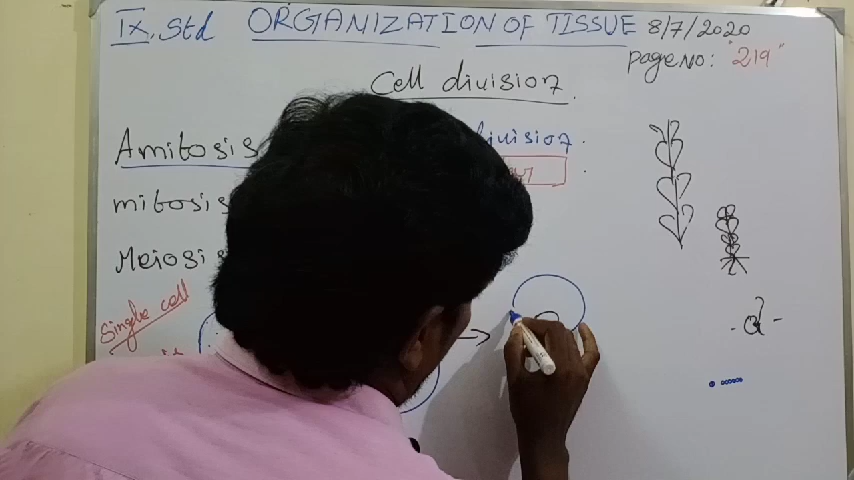 IX, Std ORGANIZATION OF TISSUE 8/7/2020
page No: "219"
Cell division
Amitosis division.
mitosis
Meiosis
Single cell